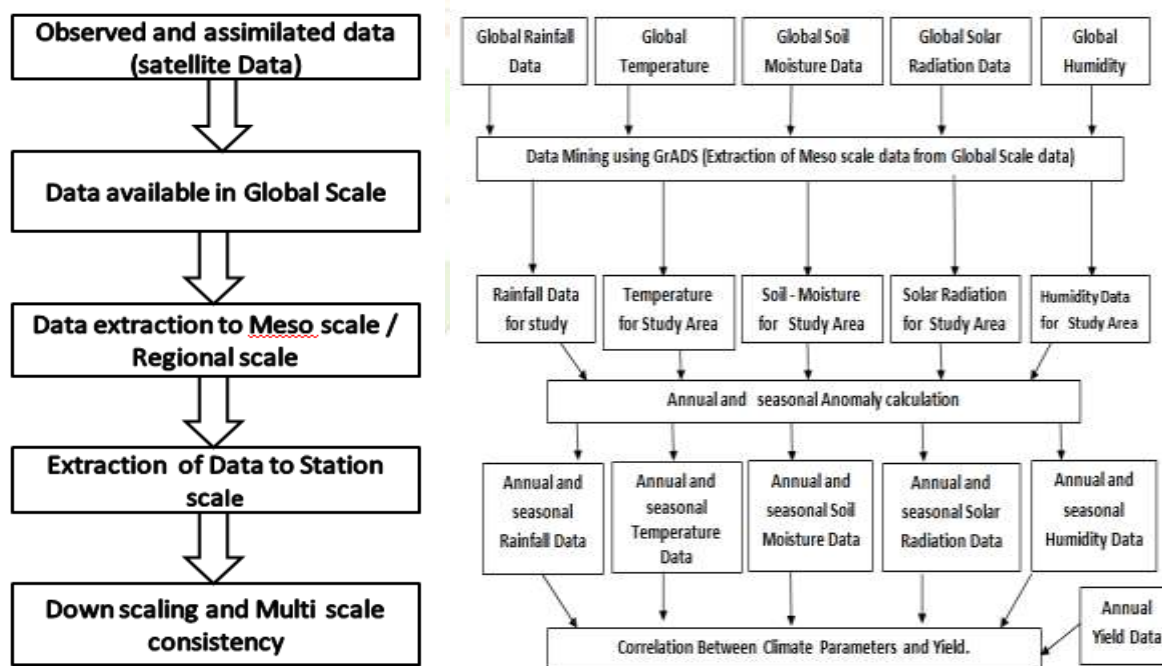 Observed and assimilated data
(satellite Data)
Data available in Global Scale
Data extraction to Meso scale /
Regional scale
Extraction of Data to Station
scale
Down scaling and Multi scale
consistency
Global Rainfall
Data
Global
Temperature
Global Soil
Moisture Data
Global Solar
Radiation Data
Global
Humidity
Data Mining using GrADS (Extraction of Meso scale data from Global Scale data)
Rainfall Data
for study
Temperature
for Study Area
Soil - Moisture
for Study Area
Solar Radiation
for Study Area
Humidity Data
for Study Area
Annual and seasonal Anomaly calculation
Annual and
seasonal
Rainfall Data
Annual and
seasonal
Temperature
Data
Annual and
seasonal Soil
Moisture Data
Annual and
seasonal Solar
Radiation Data
Annual and
seasonal
Humidity Data
Annual
Yield Data
Correlation Between Climate Parameters and Yield.